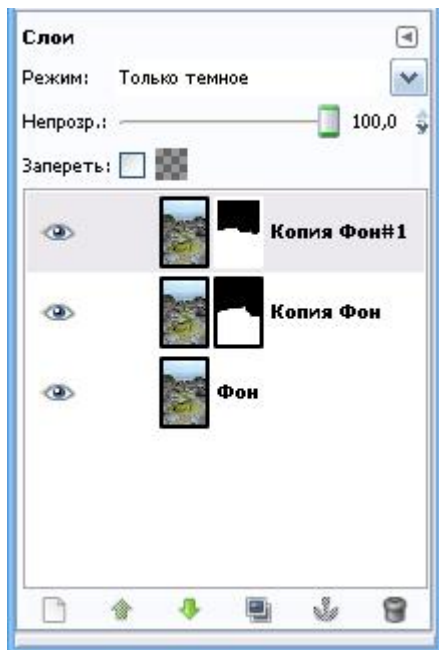 Слои
Режим: Только темное
Непрозр.: 100,0
Запереть:
Копия Фон#1
Копия Фон
Фон